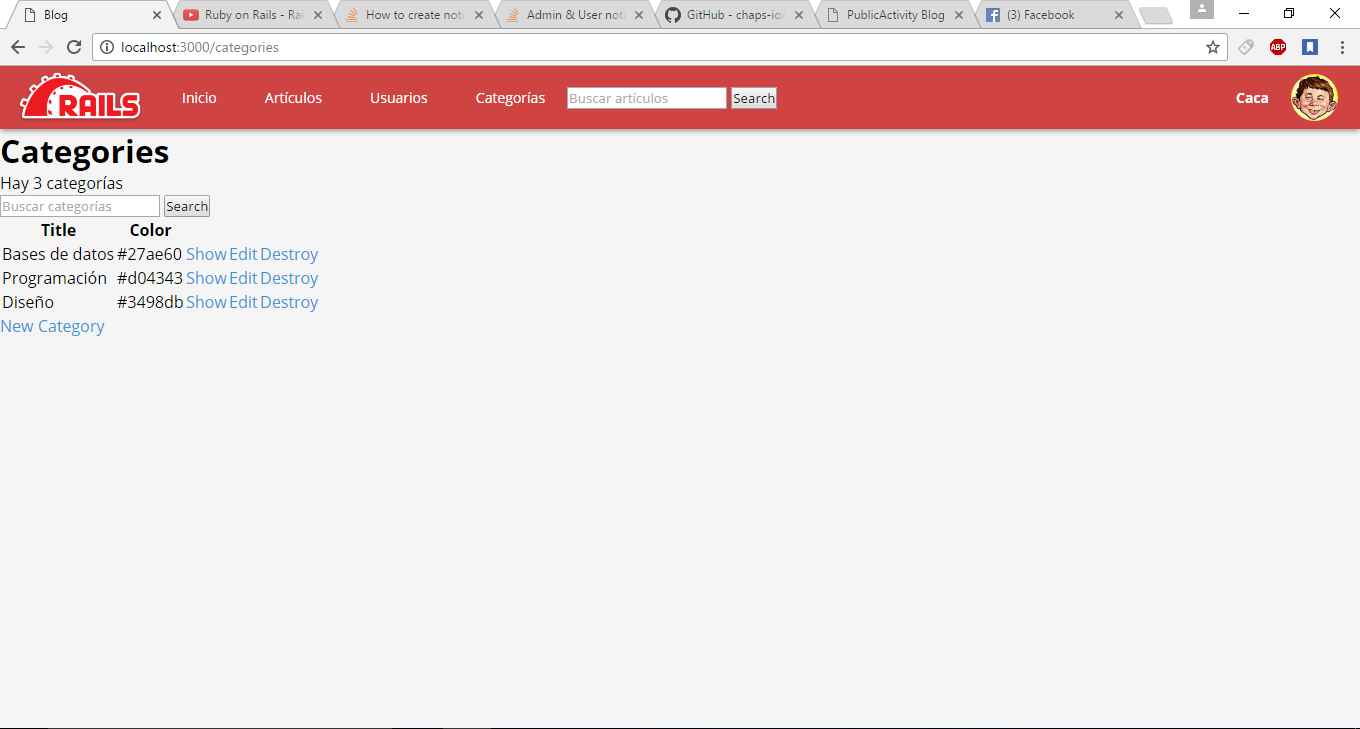 Blog
Ruby on Rails - Rai
How to create noti
Admin & User noti
GitHub - chaps-io/
PublicActivity Blog
(3) Facebook
localhost:3000/categories
ABP
RAILS
Inicio
Artículos
Usuarios
Categorías
Buscar artículos
Search
Caca
Categories
Hay 3 categorías
Buscar categorías Search
Title Color
Bases de datos #27ae60 Show Edit Destroy
Programación #d04343 Show Edit Destroy
Diseño #3498db Show Edit Destroy
New Category